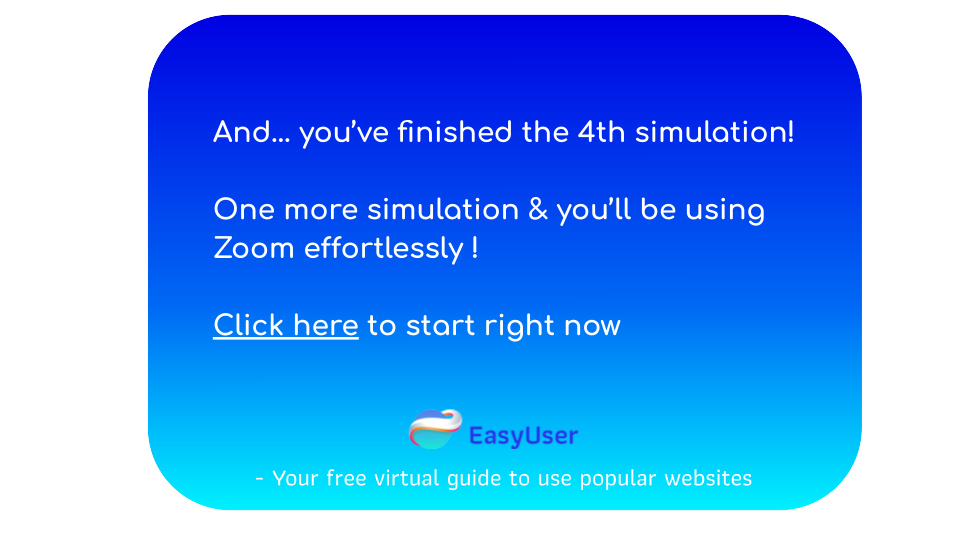 And... you’ve finished the 4th simulation!
One more simulation & you’ll be using
Zoom effortlessly !
Click here to start right now
EasyUser
- Your free virtual guide to use popular websites